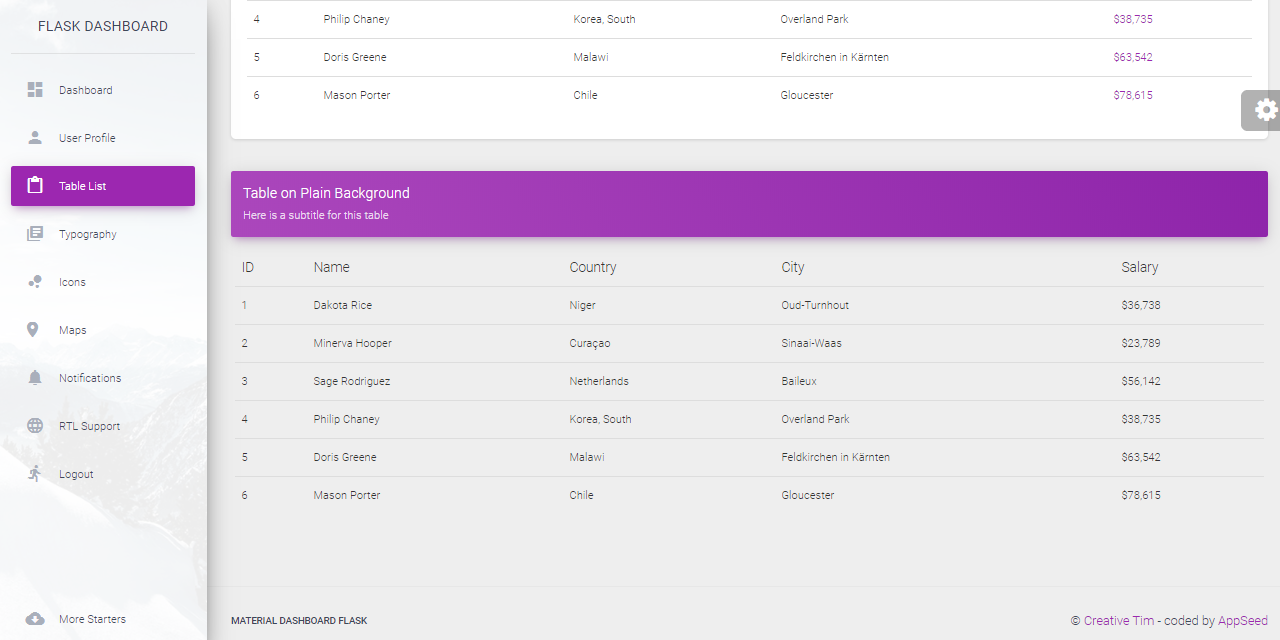 FLASK DASHBOARD
Dashboard
User Profile
Table List
Typography
Icons
Maps
Notifications
RTL Support
Logout
More Starters
4 Philip Chaney Korea, South Overland Park $38,735
5 Doris Greene Malawi Feldkirchen in Kärnten $63,542
6 Mason Porter Chile Gloucester $78,615
Table on Plain Background
Here is a subtitle for this table
ID Name Country City Salary
1 Dakota Rice Niger Oud-Turnhout $36,738
2 Minerva Hooper Curaçao Sinaai-Waas $23,789
3 Sage Rodriguez Netherlands Baileux $56,142
4 Philip Chaney Korea, South Overland Park $38,735
5 Doris Greene Malawi Feldkirchen in Kärnten $63,542
6 Mason Porter Chile Gloucester $78,615
MATERIAL DASHBOARD FLASK
© Creative Tim - coded by AppSeed